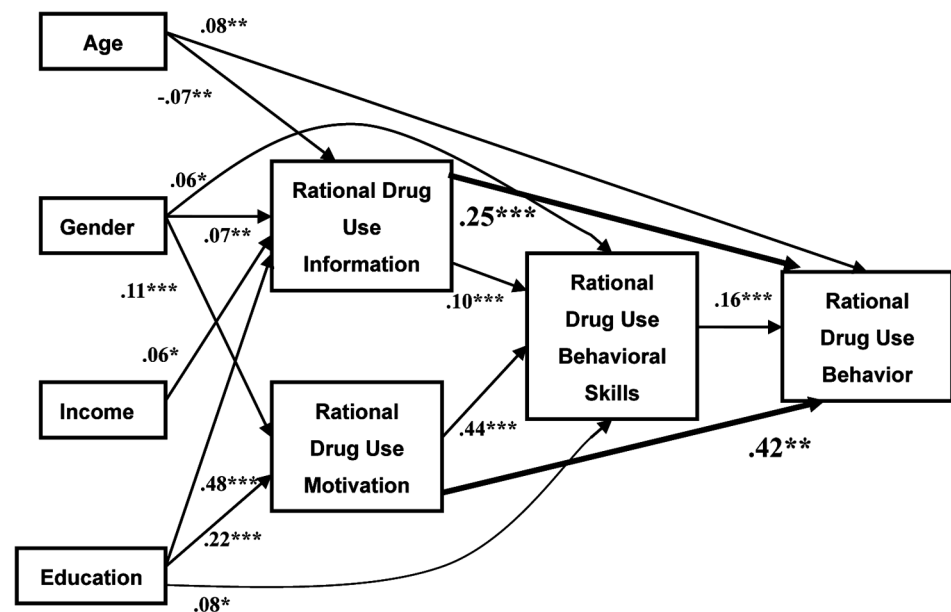 Age
.08**
-.07**
.06*
Rational Drug
Use
Information
Gender
.07**
.25***
.11***
.10***
Rational
Drug Use
Behavioral
Skills
.16***
Rational
Drug Use
Behavior
.06*
Income
Rational
Drug Use
Motivation
.44***
.42**
.48***
.22***
Education
.08*